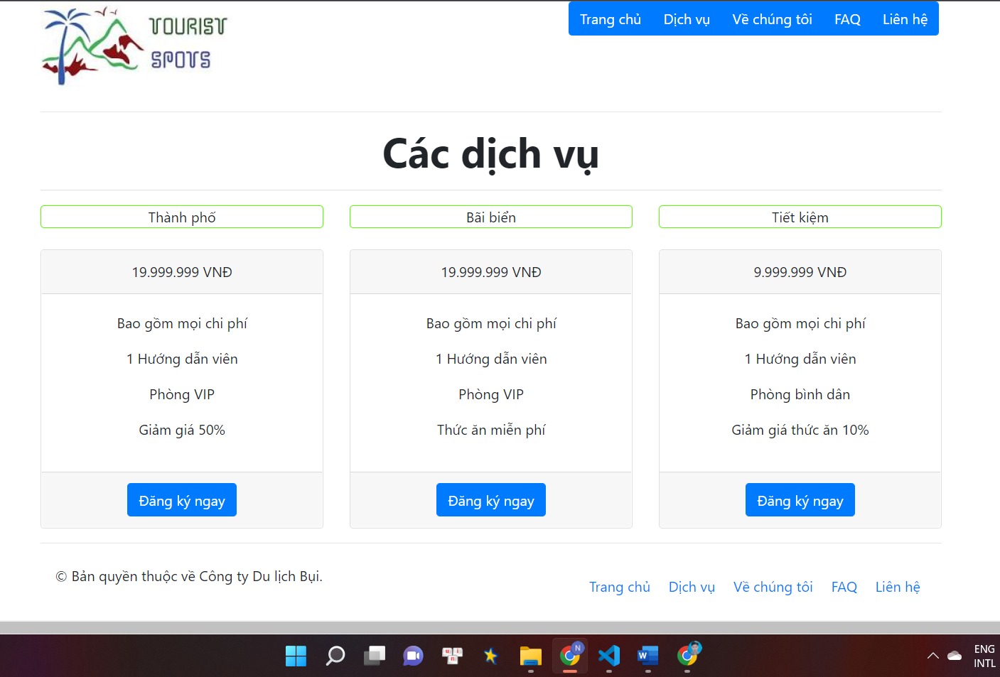 TOURIST
SPOTS
Trang chủ Dịch vụ Về chúng tôi FAQ Liên hệ
Các dịch vụ
Thành phố
19.999.999 VNĐ
Bao gồm mọi chi phí
1 Hướng dẫn viên
Phòng VIP
Giảm giá 50%
Đăng ký ngay
Bãi biển
19.999.999 VNĐ
Bao gồm mọi chi phí
1 Hướng dẫn viên
Phòng VIP
Thức ăn miễn phí
Đăng ký ngay
Tiết kiệm
9.999.999 VNĐ
Bao gồm mọi chi phí
1 Hướng dẫn viên
Phòng bình dân
Giảm giá thức ăn 10%
Đăng ký ngay
© Bản quyền thuộc về Công ty Du lịch Bụi.
Trang chủ Dịch vụ Về chúng tôi FAQ Liên hệ
u i n
N
W
ENG
INTL